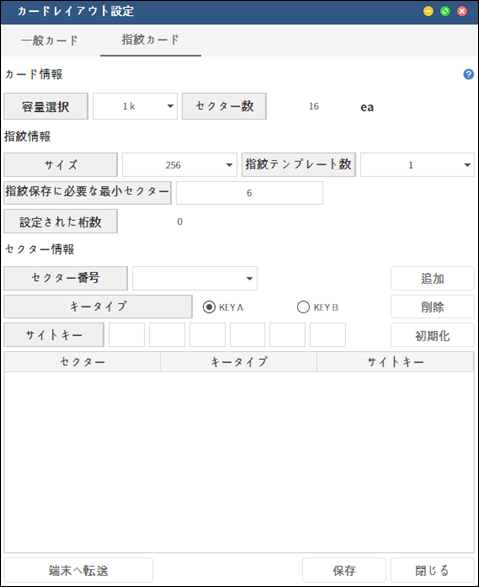 カードレイアウト設定
一般カード 指紋カード
カード情報
容量選択 1 k セクター数 16 ea
指紋情報
サイズ 256 指紋テンプレート数 1
指紋保存に必要な最小セクター 6
設定された桁数 0
セクター情報
セクター番号 追加
キータイプ KEY A KEY B 削除
サイトキー 初期化
セクター キータイプ サイトキー
端末へ転送 保存 閉じる